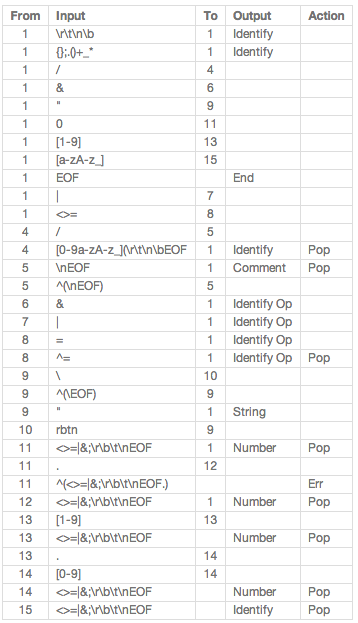 From Input To Output Action
1 \r\t\n\b 1 Identify
1 {};.()+_* 1 Identify
1 / 4
1 & 6
1 " 9
1 0 11
1 [1-9] 13
1 [a-zA-z_] 15
1 EOF End
1 | 7
1 <>= 8
4 / 5
4 [0-9a-zA-z_](\r\t\n\bEOF 1 Identify Pop
5 \nEOF 1 Comment Pop
5 ^(\nEOF) 5
6 & 1 Identify Op
7 | 1 Identify Op
8 = 1 Identify Op
8 ^= 1 Identify Op Pop
9 \ 10
9 ^(\EOF) 9
9 " 1 String
10 rbtn 9
11 <>=|&;\r\b\t\nEOF 1 Number Pop
11 . 12
11 ^(<>=|&;\r\b\t\nEOF.) Err
12 <>=|&;\r\b\t\nEOF 1 Number Pop
13 [1-9] 13
13 <>=|&;\r\b\t\nEOF Number Pop
13 . 14
14 [0-9] 14
14 <>=|&;\r\b\t\nEOF Number Pop
15 <>=|&;\r\b\t\nEOF Identify Pop